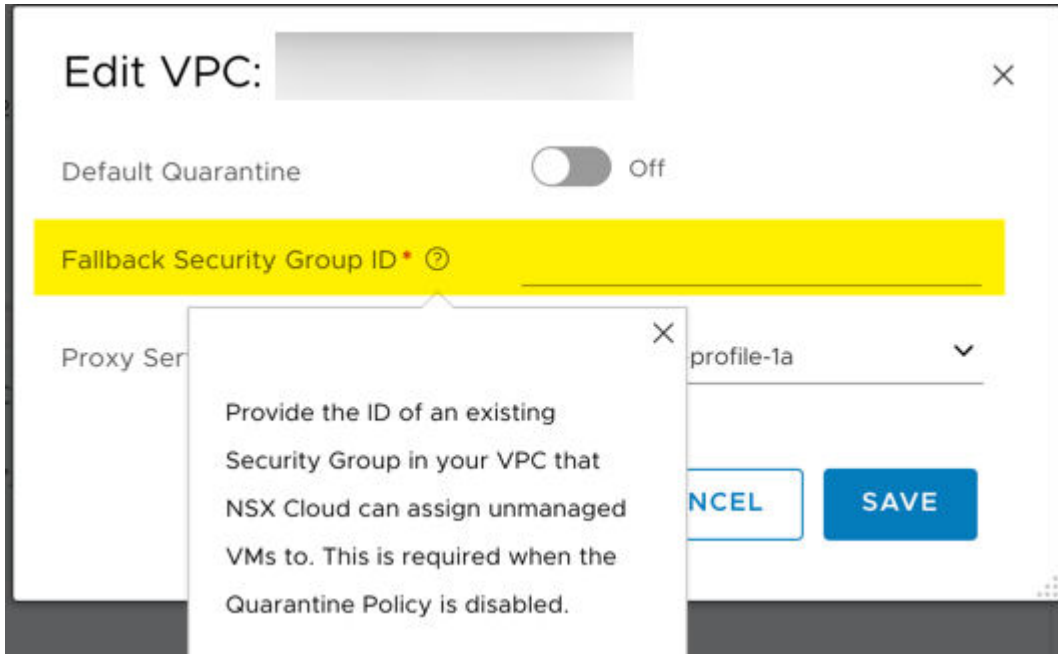 Edit VPC:
Default Quarantine
Off
Fallback Security Group ID*
Proxy Ser
profile-1a
Provide the ID of an existing
Security Group in your VPC that
NSX Cloud can assign unmanaged
VMs to. This is required when the
Quarantine Policy is disabled.
NCEL
SAVE